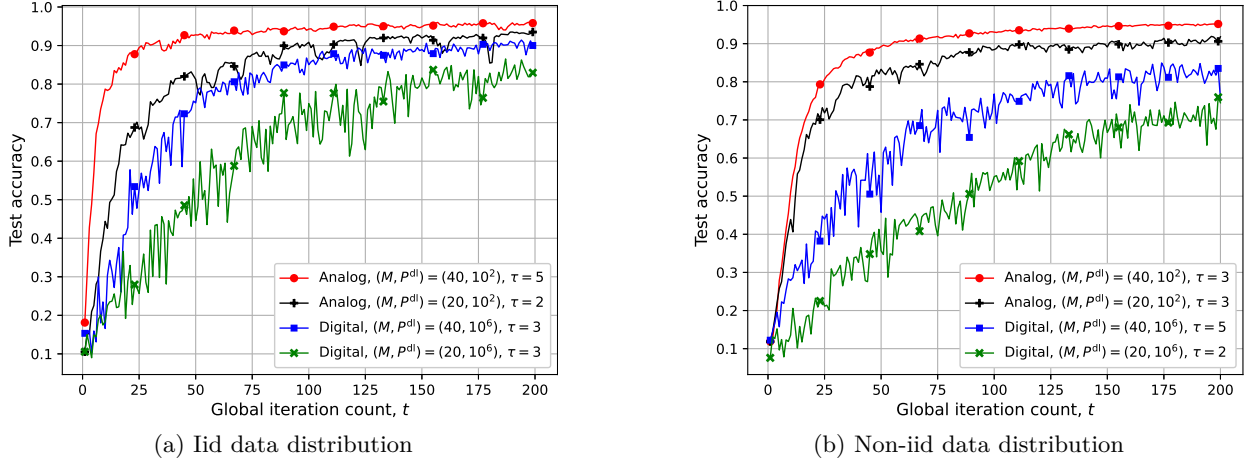 Test accuracy
0.9
0.8
0.7
0.6
0.5
0.4
0.3
0.2
0.1
0
25
50
75
100
125
150
175
200
Global iteration count, t
Analog, (M, P^dl) = (40, 10^2), τ = 5
Analog, (M, P^dl) = (20, 10^2), τ = 2
Digital, (M, P^dl) = (40, 10^6), τ = 3
Digital, (M, P^dl) = (20, 10^6), τ = 3
(a) Iid data distribution
Test accuracy
1.0
0.9
0.8
0.7
0.6
0.5
0.4
0.3
0.2
0.1
0
25
50
75
100
125
150
175
200
Global iteration count, t
Analog, (M, P^dl) = (40, 10^2), τ = 3
Analog, (M, P^dl) = (20, 10^2), τ = 3
Digital, (M, P^dl) = (40, 10^6), τ = 5
Digital, (M, P^dl) = (20, 10^6), τ = 2
(b) Non-iid data distribution